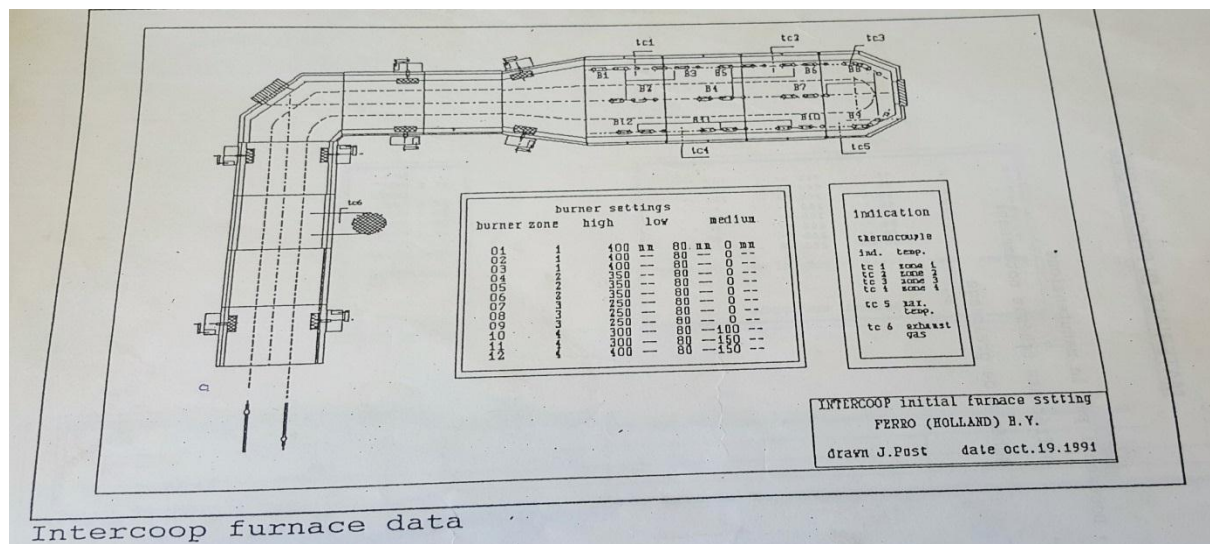 tc1 tc2 tc3
B1 B3 B5 B6 B8
B2 B4 B7
B12 B11 B10 B9
tc4 tc5
tc6
burner settings
burner zone high low medium
01 1 400 mm 80 mm 0 mm
02 1 400 — 80 — 0 —
03 1 400 — 80 — 0 —
04 2 350 — 80 — 0 —
05 2 350 — 80 — 0 —
06 2 350 — 80 — 0 —
07 3 250 — 80 — 0 —
08 3 250 — 80 — 0 —
09 3 250 — 80 — 0 —
10 4 300 — 80 —100 --
11 4 300 — 80 —150 --
12 4 400 — 80 —150 --
indication
thermocouple
ind. temp.
tc 1 zone 1
tc 2 zone 2
tc 3 zone 3
tc 4 zone 4
tc 5
temp.
tc 6 exhaust
gas
INTERCOOP initial furnace sstting
FERRO (HOLLAND) B.V.
drawn J.Post date oct.19.1991
Intercoop furnace data